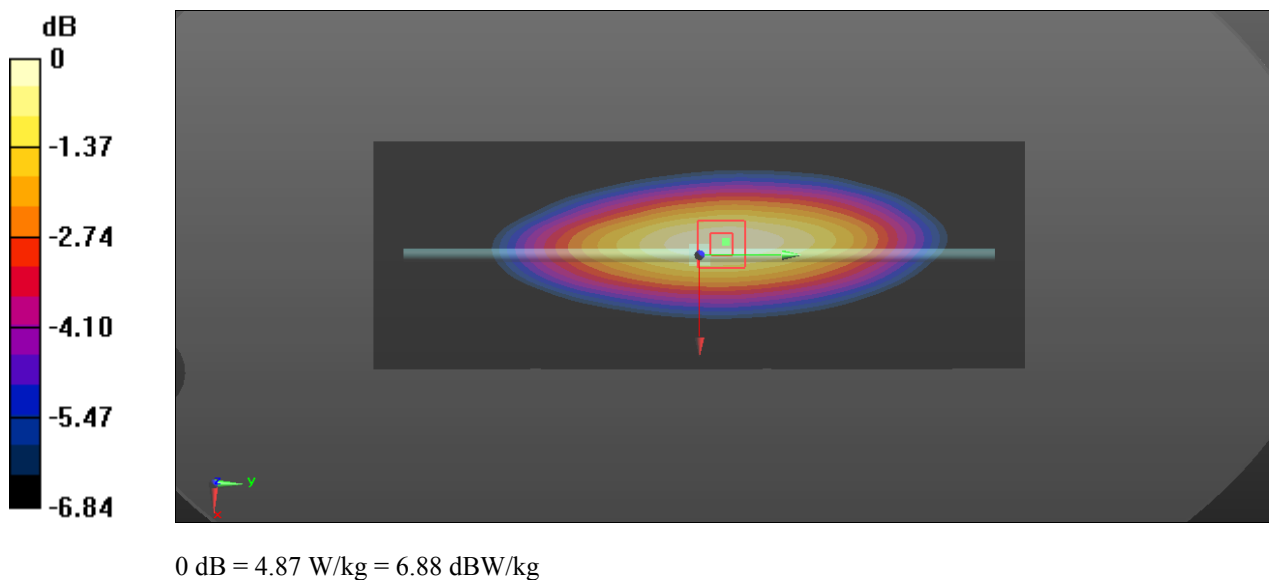 dB
0
-1.37
-2.74
-4.10
-5.47
-6.84
z
y
x
0 dB = 4.87 W/kg = 6.88 dBW/kg